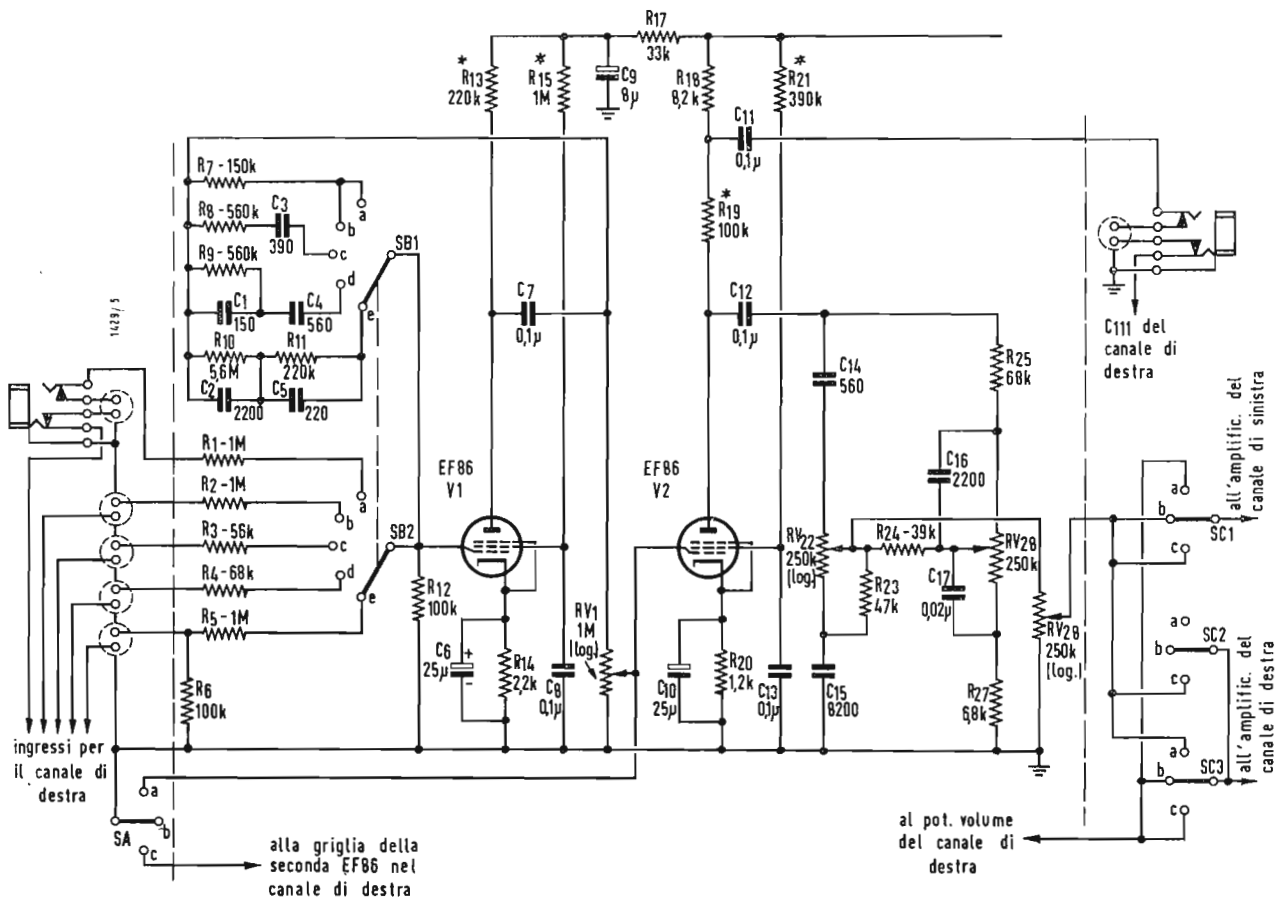 R17
33k
*
R13
220k
*
R15
1M
C9
8µ
R18
8,2k
*
R21
390k
C11
0,1µ
R7-150k
a
R8-560k
C3
390
b
c
R9-560k
d
SB1
C1
150
C4
560
e
R10
5,6M
R11
220k
C2
2200
C5
220
1429/5
*
R19
100k
C7
0,1µ
C12
0,1µ
C14
560
R25
68k
C111 del
canale di
destra
R1-1M
a
R2-1M
b
R3-56k
c
SB2
R4-68k
d
R5-1M
e
R6
100k
EF86
V1
R12
100k
C6
25µ
+
-
R14
2,2k
C8
0,1µ
RV1
1M
(log.)
EF86
V2
C10
25µ
R20
1,2k
C13
0,1µ
RV22
250k
(log.)
R24-39k
R23
47k
C16
2200
C17
0,02µ
RV28
250k
C15
8200
R27
6,8k
RV28
250k
(log.)
a
b
c
SC1
all'amplific. del
canale di sinistra
a
b
c
SC2
all'amplific. del
canale di destra
a
b
c
SC3
ingressi per
il canale di
destra
SA
a
b
c
alla griglia della
seconda EF86 nel
canale di destra
al pot. volume
del canale di
destra